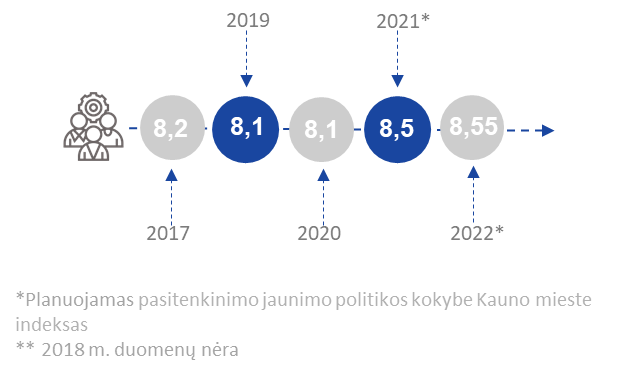 2019 2021*
8,2 8,1 8,1 8,5 8,55
2017 2020 2022*
*Planuojamas pasitenkinimo jaunimo politikos kokybe Kauno mieste
indeksas
** 2018 m. duomenų nėra